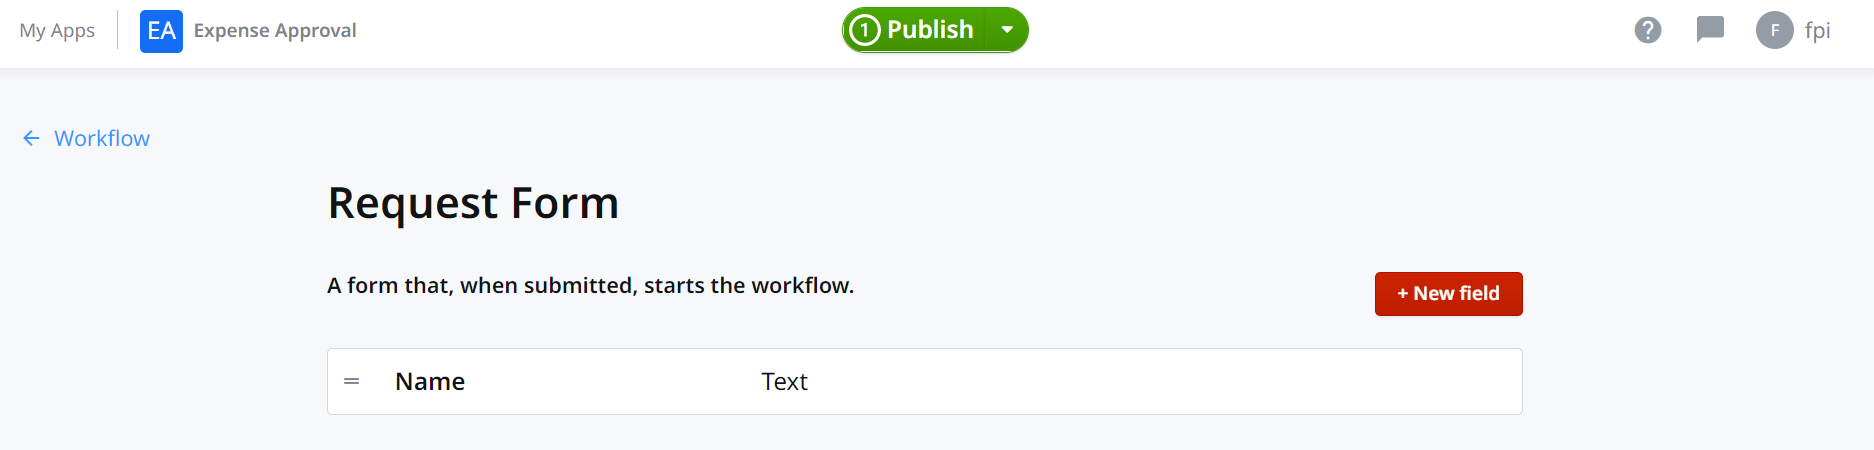 My Apps EA Expense Approval 1 Publish ? F fpi
← Workflow
Request Form
A form that, when submitted, starts the workflow.
+ New field
= Name Text